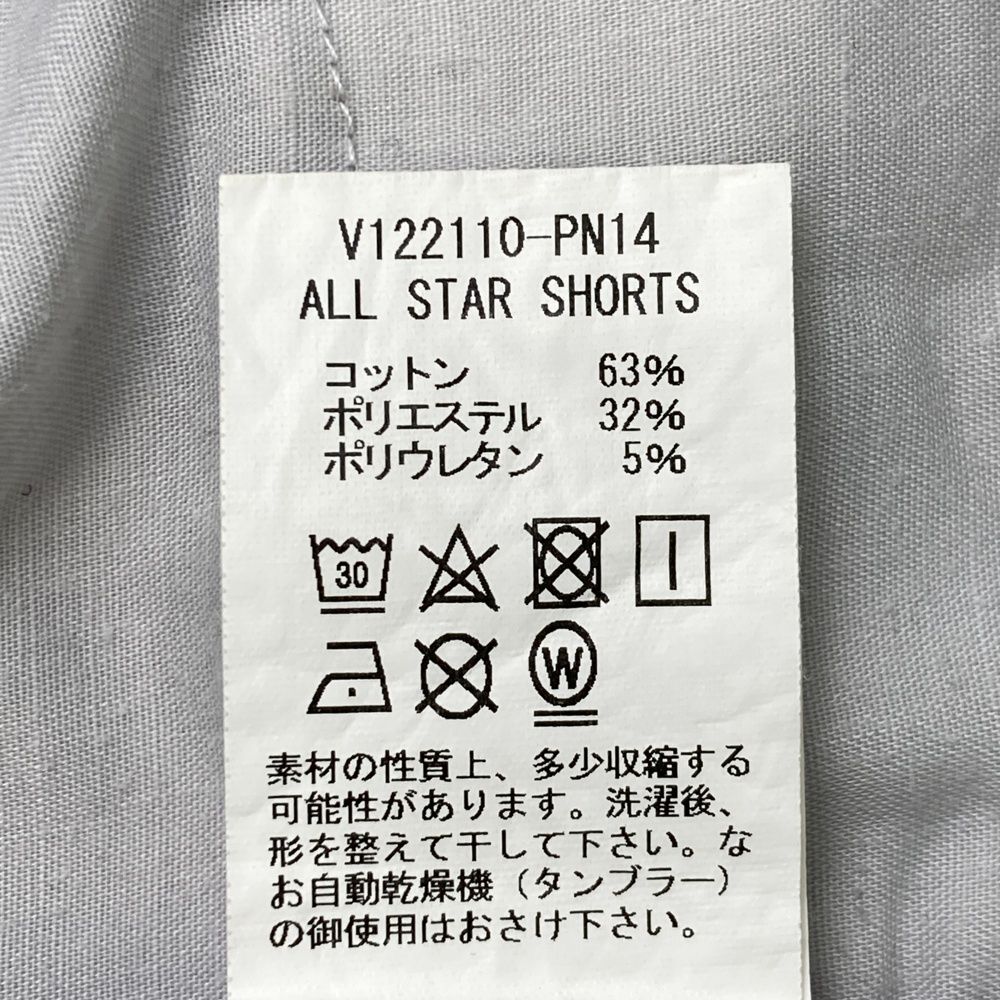 V122110-PN14
ALL STAR SHORTS
コットン 63%
ポリエステル 32%
ポリウレタン 5%
30
W
素材の性質上、多少収縮する
可能性があります。洗濯後、
形を整えて干して下さい。な
お自動乾燥機（タンブラー）
の御使用はおさけ下さい。